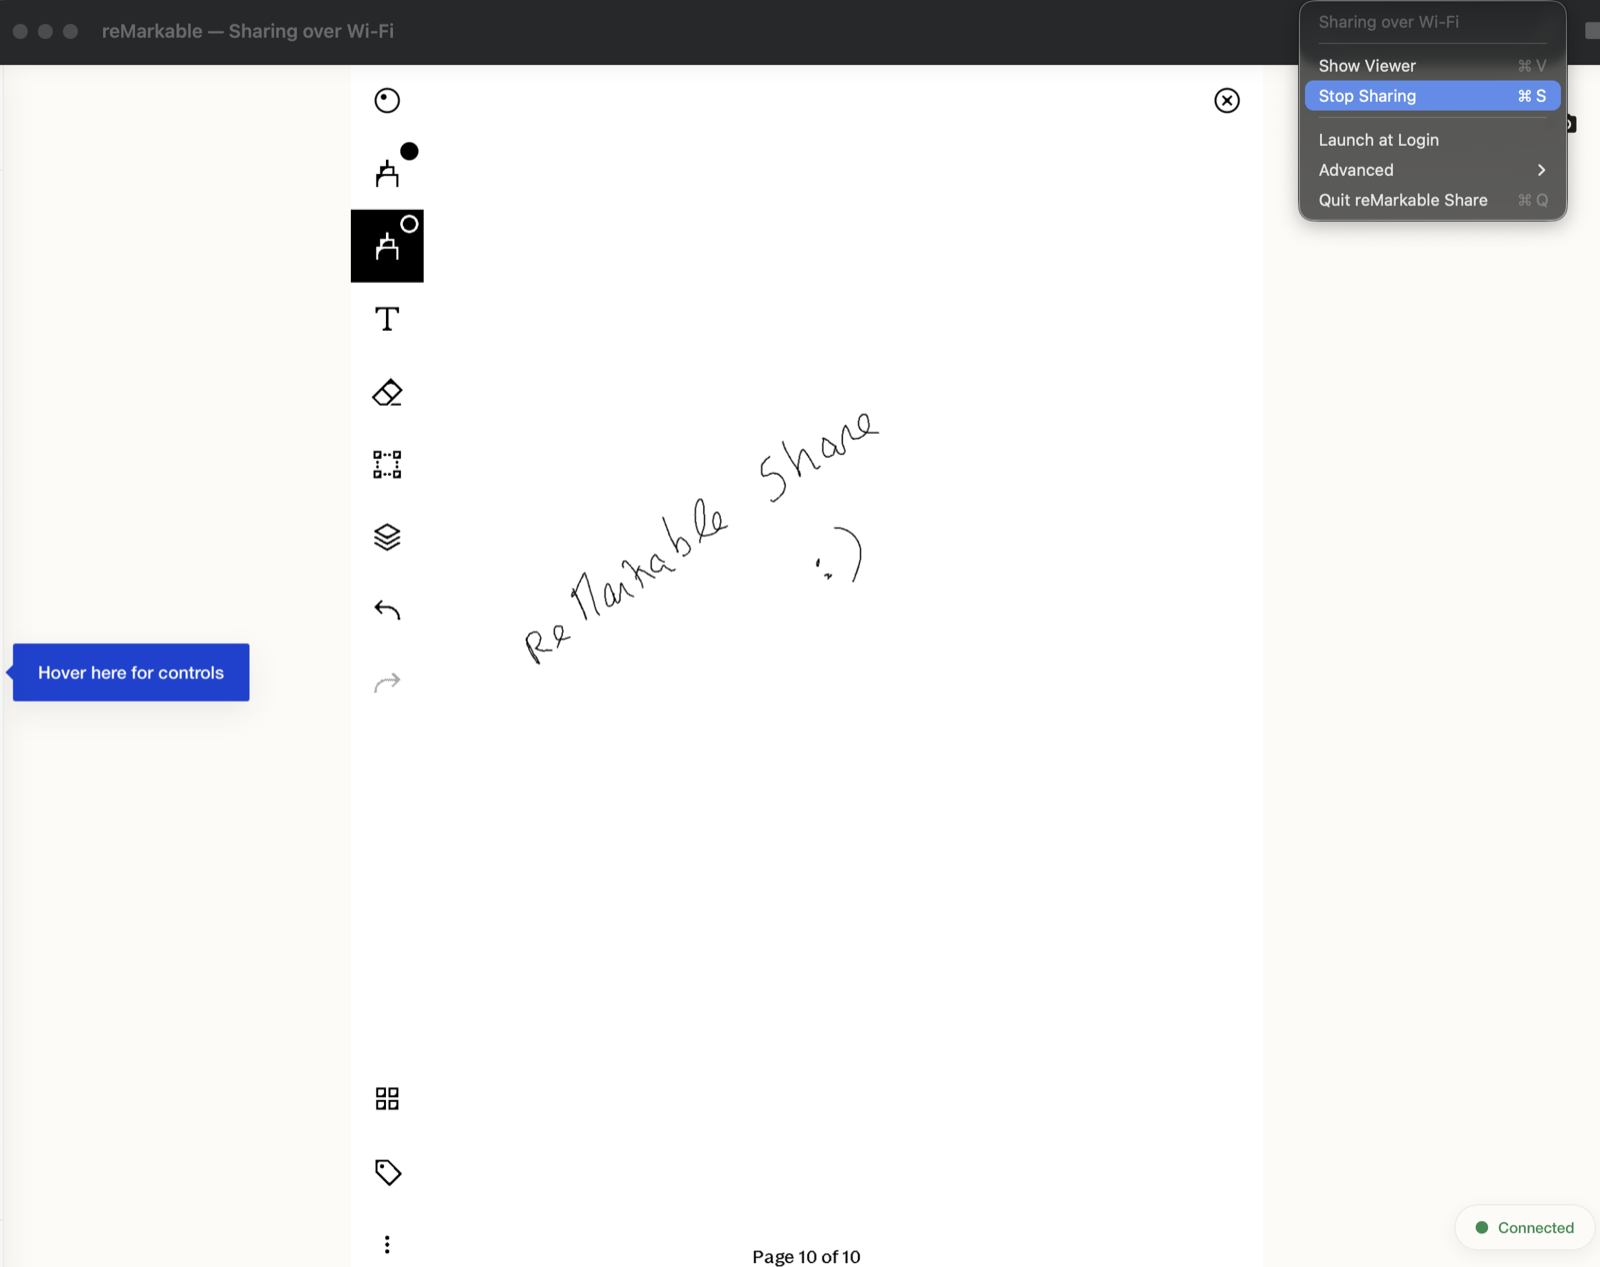 reMarkable — Sharing over Wi-Fi
Sharing over Wi-Fi
Show Viewer ⌘ V
Stop Sharing ⌘ S
Launch at Login
Advanced
Quit reMarkable Share ⌘ Q
T
reMarkable Share
:)
Hover here for controls
Connected
Page 10 of 10